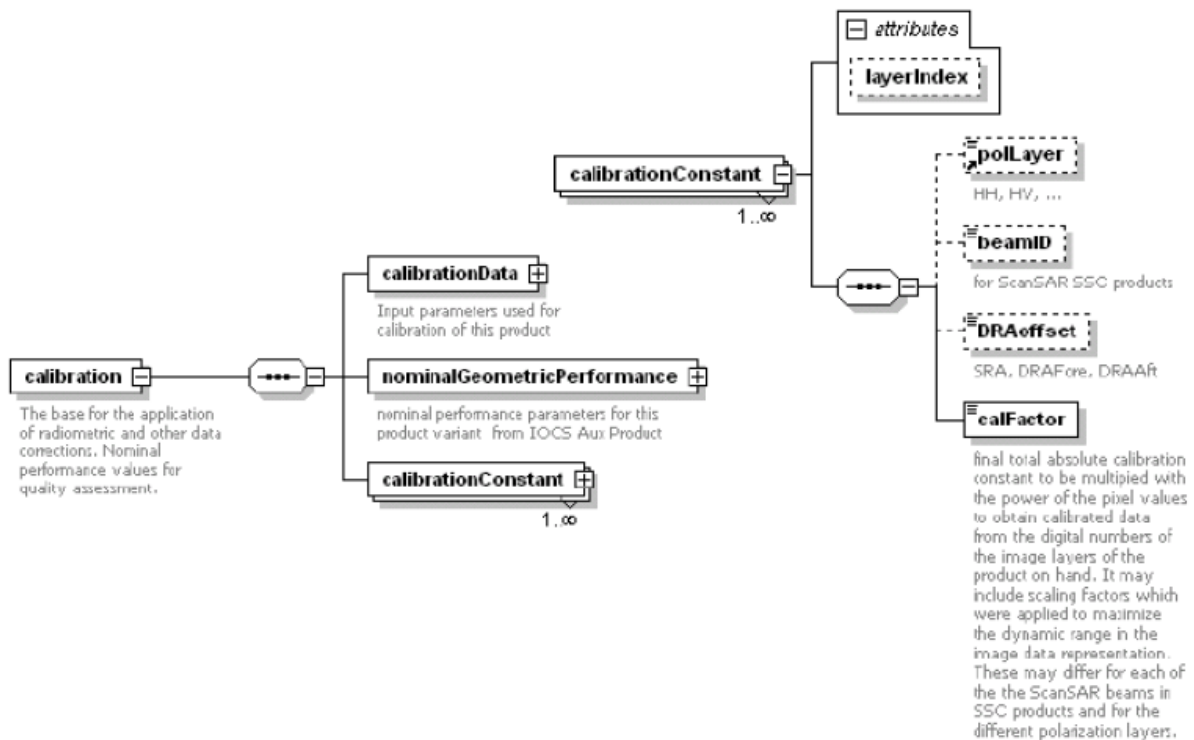 attributes
layerIndex
polLayer
HH, HV, ...
calibrationConstant
1..∞
beamID
for ScanSAR SSC products
calibrationData
Input parameters used for
calibration of this product
DRAoffset
SRA, DRAFore, DRAAft
calibration
The base for the application
of radiometric and other data
corrections. Nominal
performance values for
quality assessment.
nominalGeometricPerformance
nominal performance parameters for this
product variant from IOCS Aux Product
calFactor
final total absolute calibration
constant to be multipied with
the power of the pixel values
to obtain calibrated data
from the digital numbers of
the image layers of the
product on hand. It may
include scaling factors which
were applied to maximize
the dynamic range in the
image data representation.
These may differ for each of
the the ScanSAR beams in
SSC products and for the
different polarization layers.
calibrationConstant
1..∞